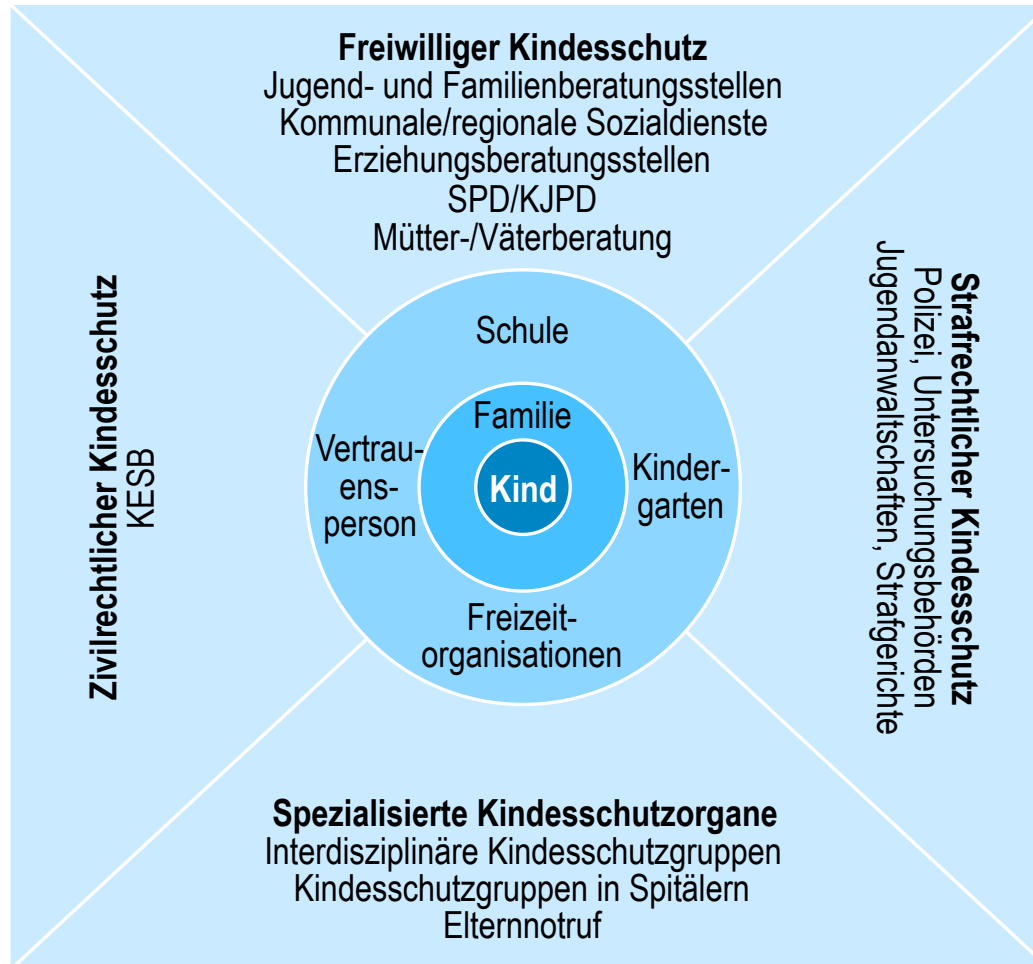 Freiwilliger Kindesschutz
Jugend- und Familienberatungsstellen
Kommunale/regionale Sozialdienste
Erziehungsberatungsstellen
SPD/KJPD
Mütter-/Väterberatung
Zivilrechtlicher Kindesschutz
KESB
Schule
Familie
Vertrau-
ens-
person
Kind
Kinder-
garten
Freizeit-
organisationen
Strafrechtlicher Kindesschutz
Polizei, Untersuchungsbehörden
Jugendanwaltschaften, Strafgerichte
Spezialisierte Kindesschutzorgane
Interdisziplinäre Kindesschutzgruppen
Kindesschutzgruppen in Spitälern
Elternnotruf